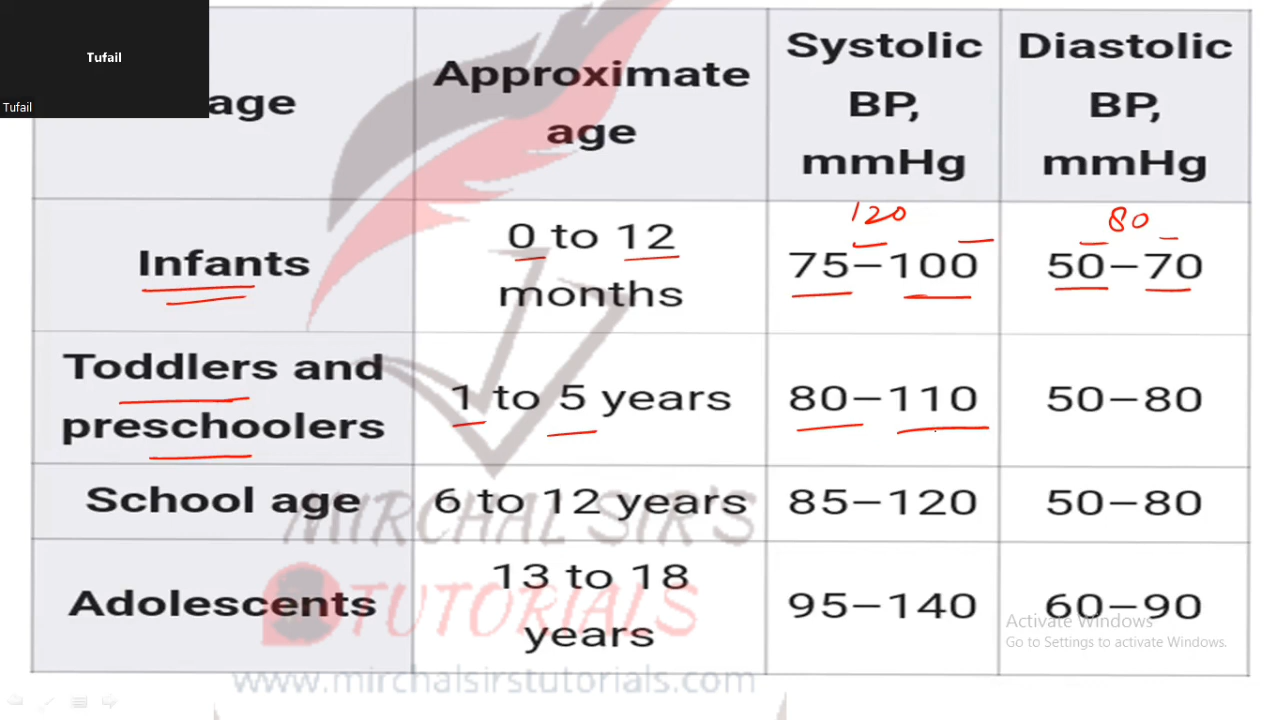 Tufail
Tufail
age
Approximate
age
Systolic
BP,
mmHg
Diastolic
BP,
mmHg
Infants
0 to 12
months
120
75–100
80
50–70
Toddlers and
preschoolers
1 to 5 years
80–110
50–80
School age
6 to 12 years
85–120
50–80
Adolescents
13 to 18
years
95–140
60–90
MIRCHAL SIR'S
TUTORIALS
www.mirchalsirstutorials.com
Activate Windows
Go to Settings to activate Windows.